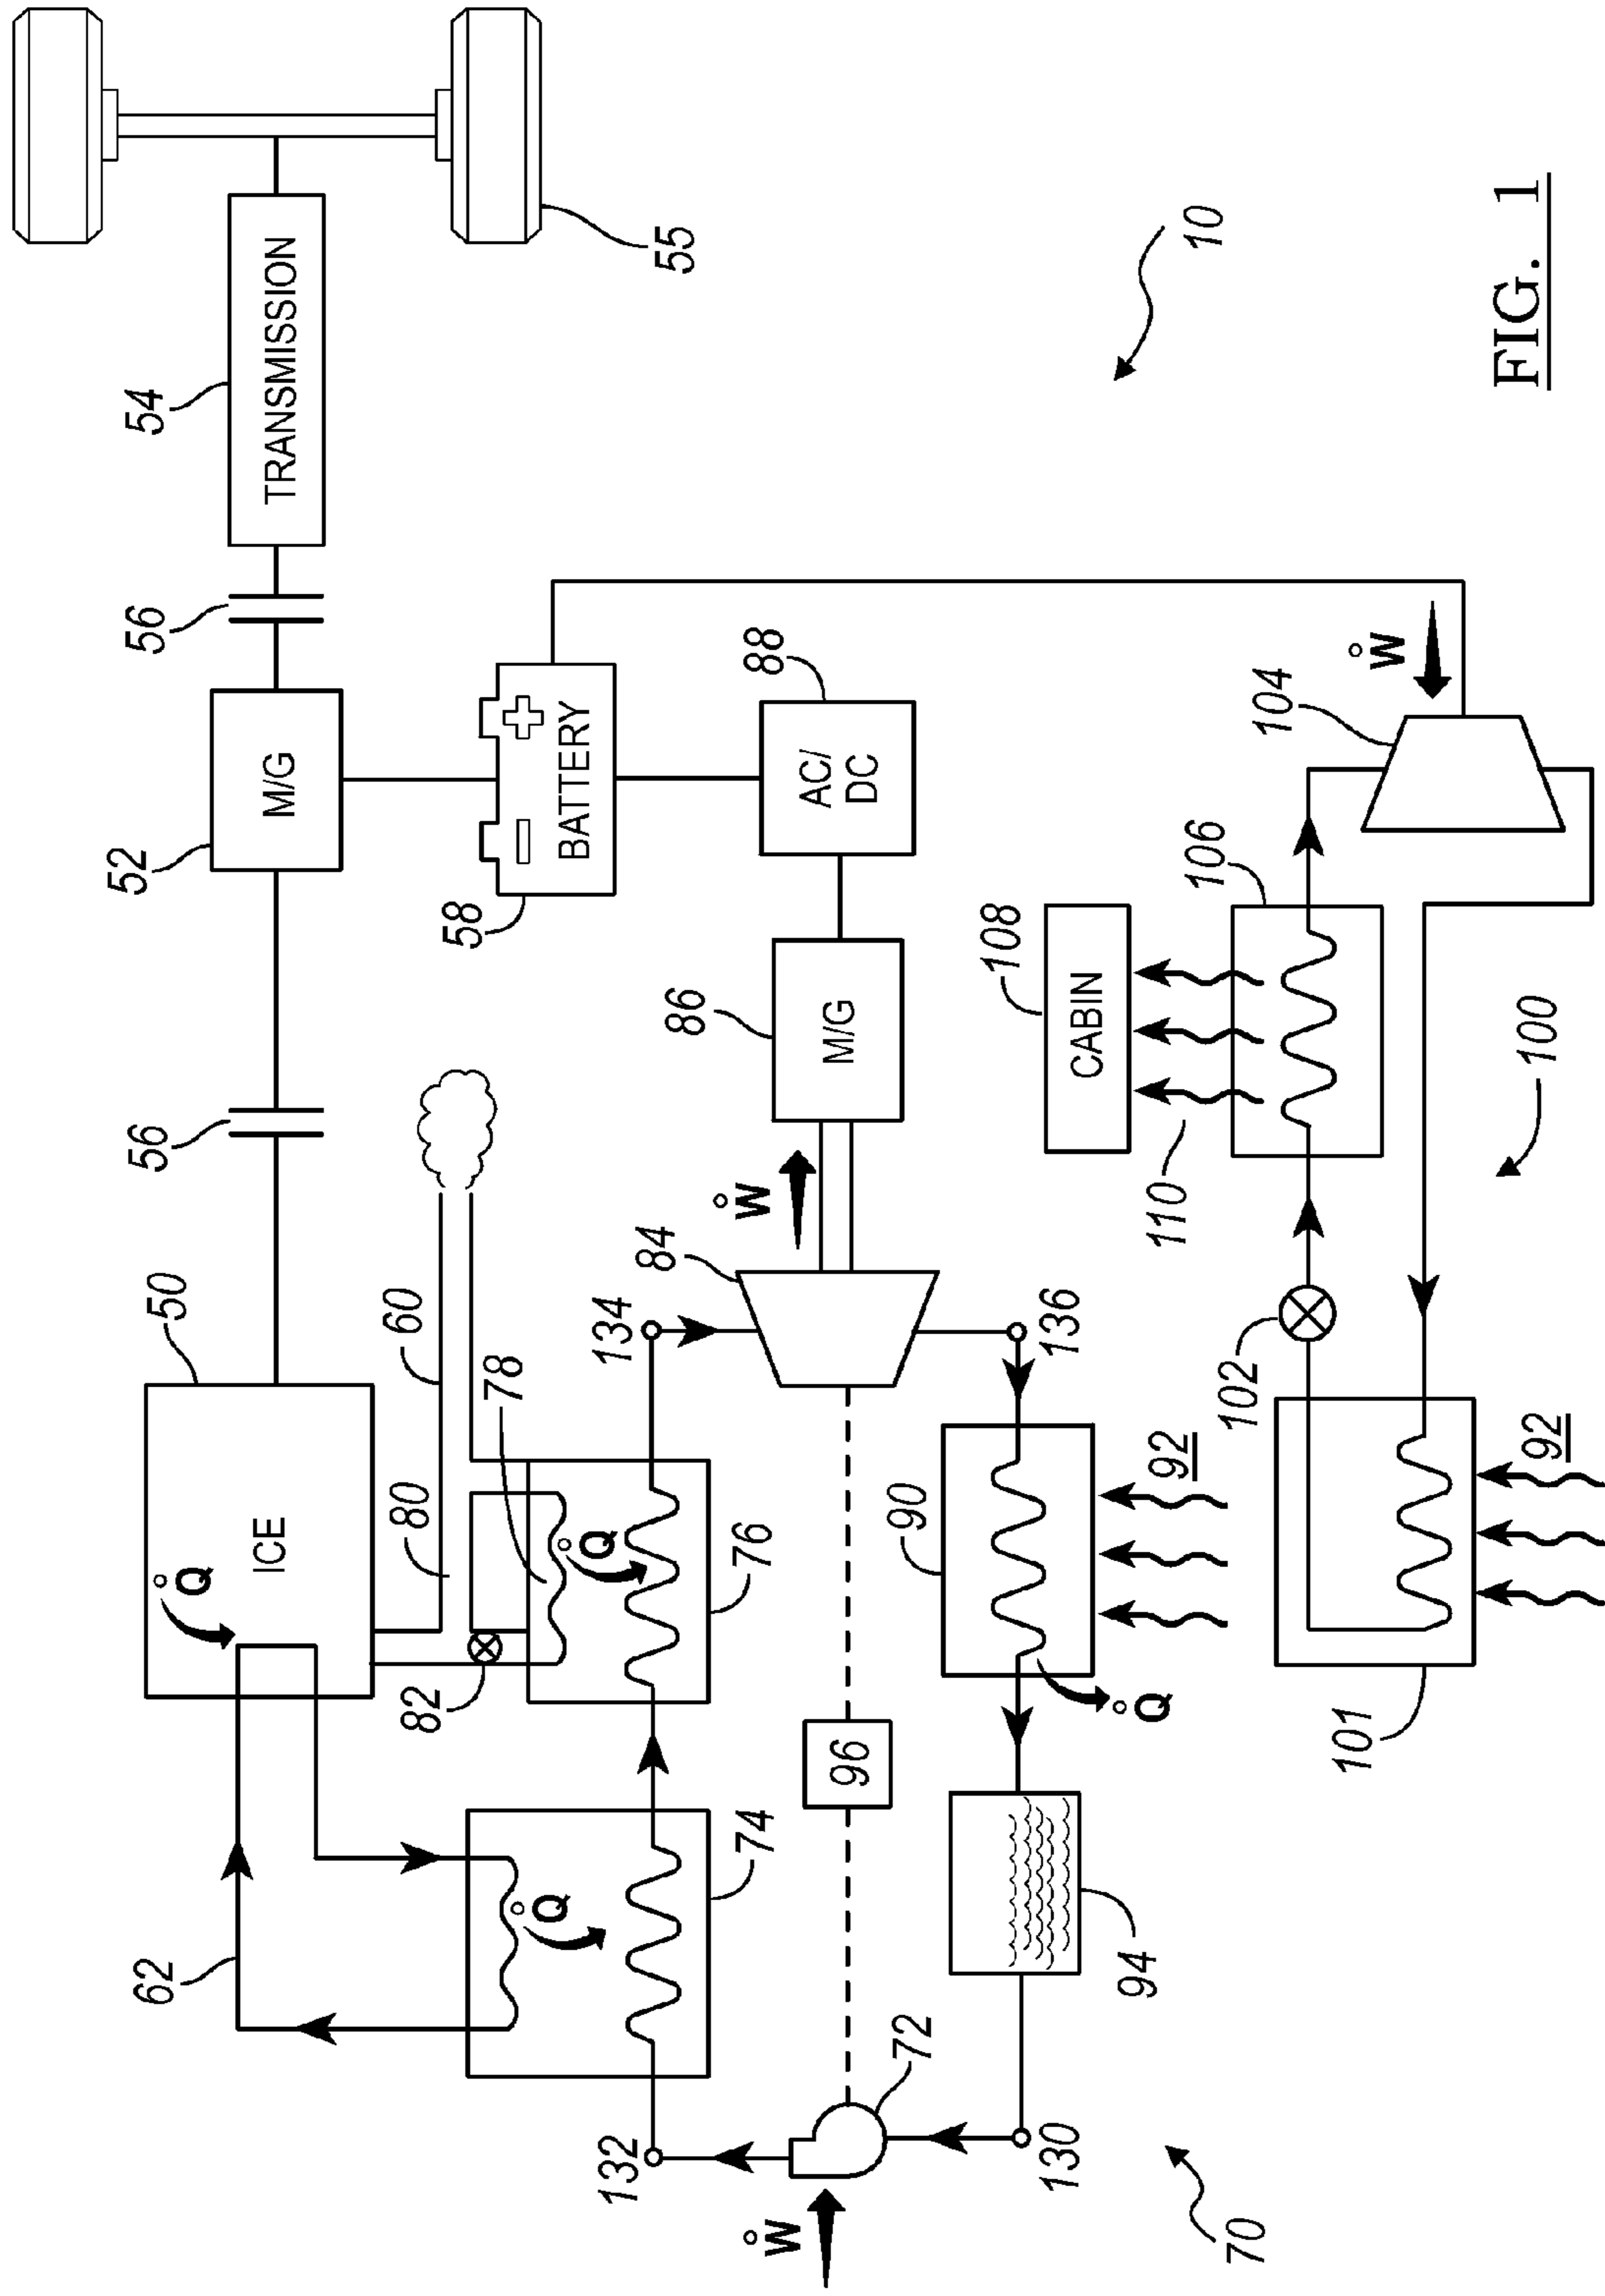 50
56
52
56
54
TRANSMISSION
55
ICE
Q̊
M/G
62
60
80
78
82
Q̊
Q̊
74
76
58
BATTERY
88
AC/
DC
86
M/G
132
134
84
W̊
W̊
72
96
130
136
90
94
Q̊
92
108
CABIN
110
106
104
W̊
102
101
92
100
70
10
FIG. 1